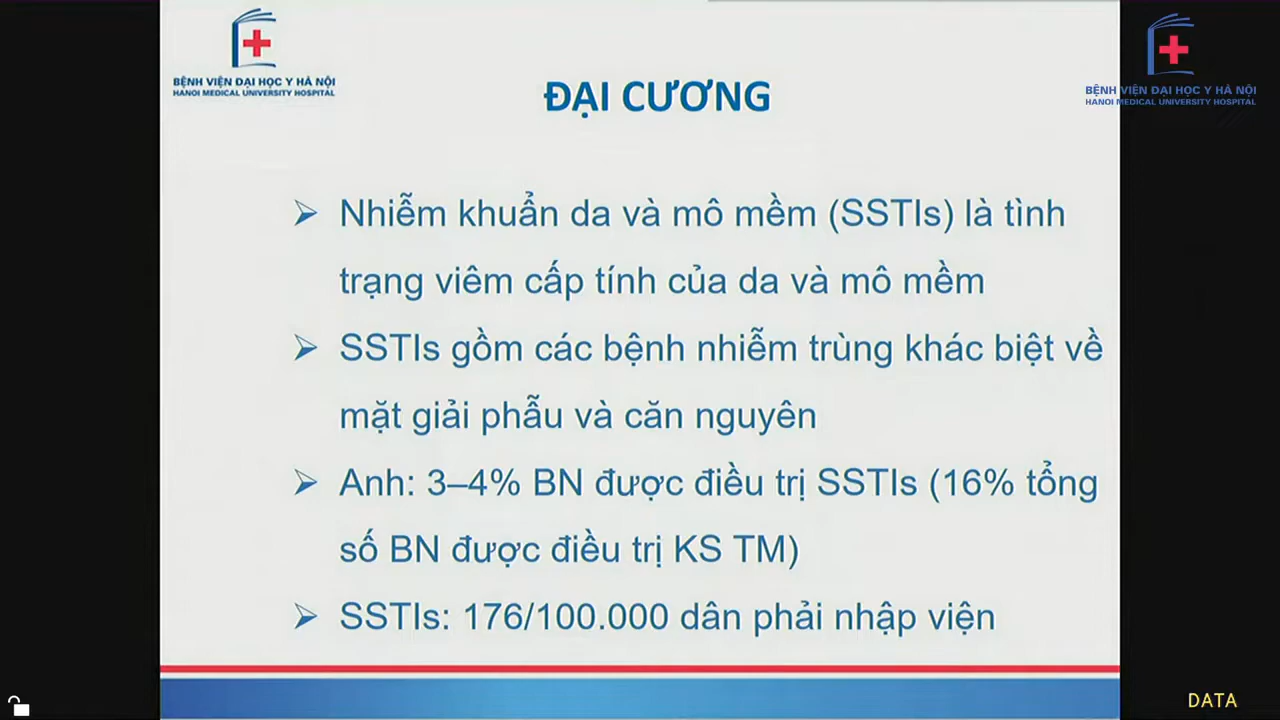 BỆNH VIỆN ĐẠI HỌC Y HÀ NỘI
HANOI MEDICAL UNIVERSITY HOSPITAL
BỆNH VIỆN ĐẠI HỌC Y HÀ NỘI
HANOI MEDICAL UNIVERSITY HOSPITAL
ĐẠI CƯƠNG
Nhiễm khuẩn da và mô mềm (SSTIs) là tình
trạng viêm cấp tính của da và mô mềm
SSTIs gồm các bệnh nhiễm trùng khác biệt về
mặt giải phẫu và căn nguyên
Anh: 3–4% BN được điều trị SSTIs (16% tổng
số BN được điều trị KS TM)
SSTIs: 176/100.000 dân phải nhập viện
DATA